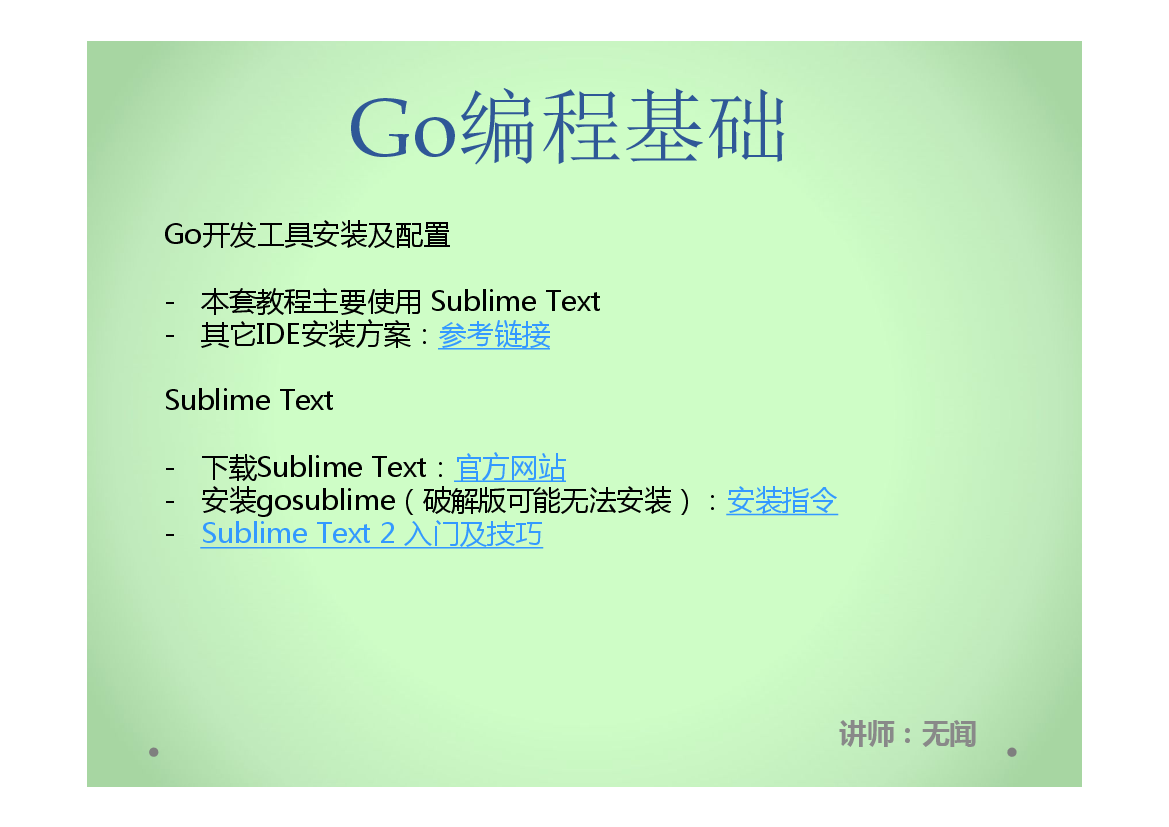 Go编程基础
Go开发工具安装及配置
- 本套教程主要使用 Sublime Text
- 其它IDE安装方案：参考链接
Sublime Text
- 下载Sublime Text：官方网站
- 安装gosublime（破解版可能无法安装）：安装指令
- Sublime Text 2 入门及技巧
讲师：无闻